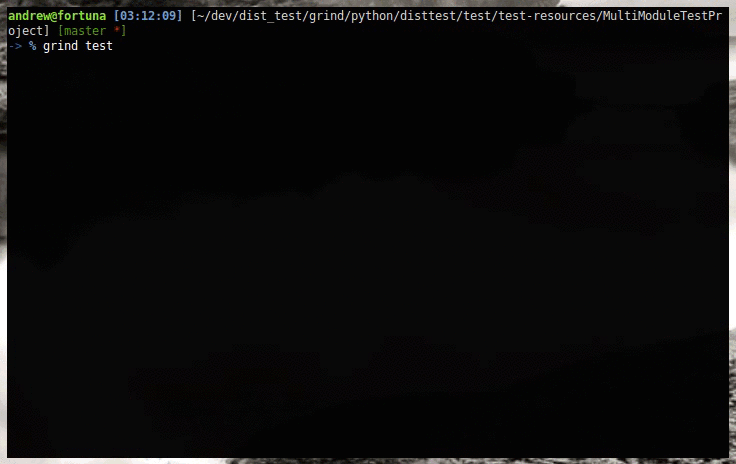 andrew@fortuna [03:12:09] [~/dev/dist_test/grind/python/disttest/test/test-resources/MultiModuleTestPr
oject] [master *]
-> % grind test